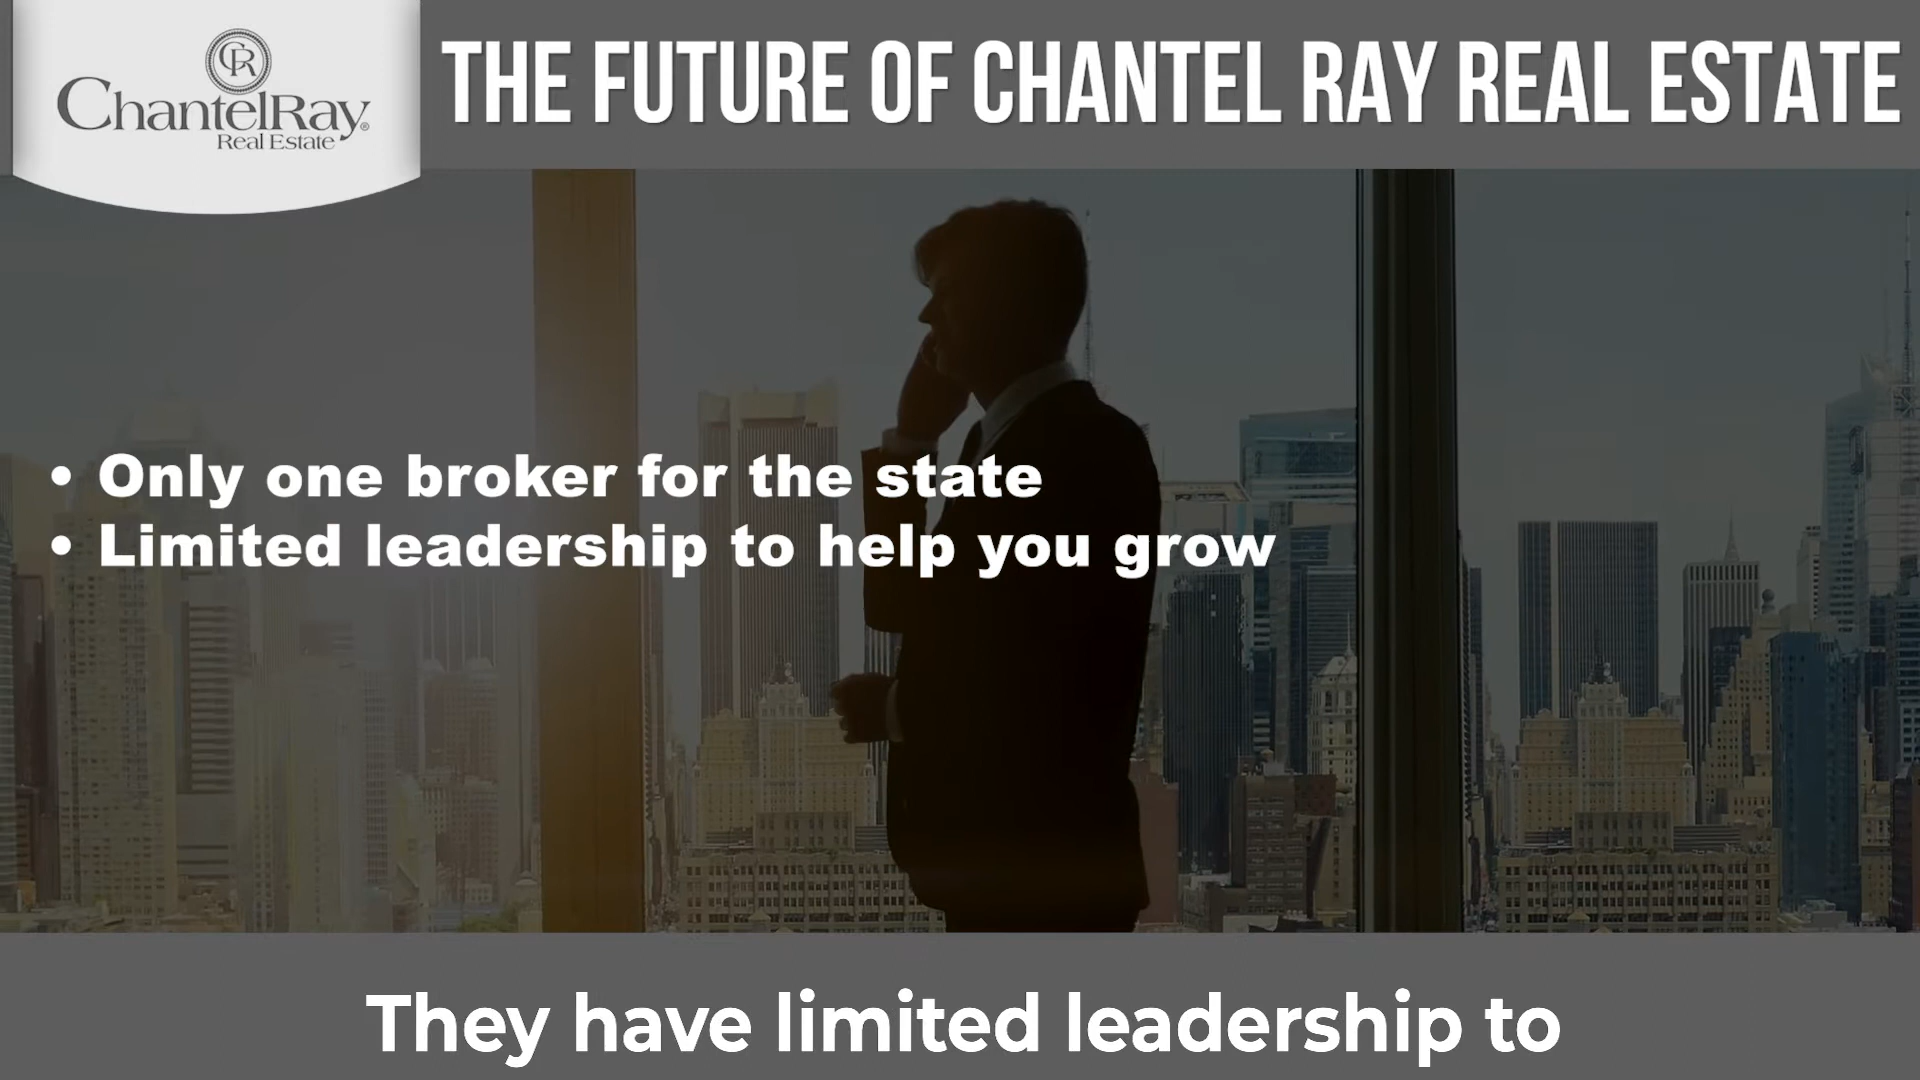 CR
ChantelRay®
Real Estate
THE FUTURE OF CHANTEL RAY REAL ESTATE
• Only one broker for the state
• Limited leadership to help you grow
They have limited leadership to